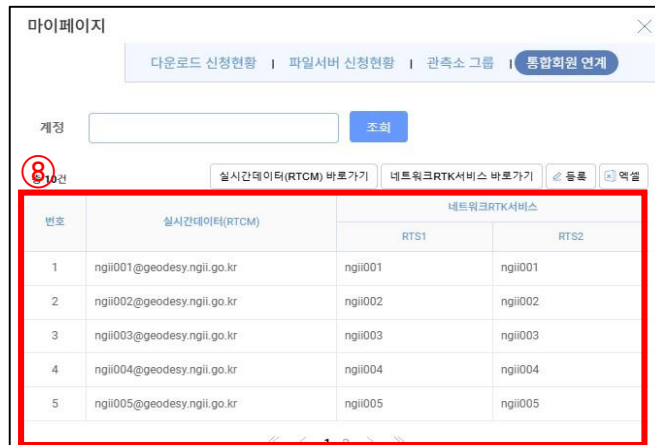 마이페이지
다운로드 신청현황 | 파일서버 신청현황 | 관측소 그룹 | 통합회원 연계
계정 조회
⑧
총 10건 실시간데이터(RTCM) 바로가기 네트워크RTK서비스 바로가기 등록 엑셀
번호 실시간데이터(RTCM) 네트워크RTK서비스
RTS1 RTS2
1 ngii001@geodesy.ngii.go.kr ngii001 ngii001
2 ngii002@geodesy.ngii.go.kr ngii002 ngii002
3 ngii003@geodesy.ngii.go.kr ngii003 ngii003
4 ngii004@geodesy.ngii.go.kr ngii004 ngii004
5 ngii005@geodesy.ngii.go.kr ngii005 ngii005
1 2